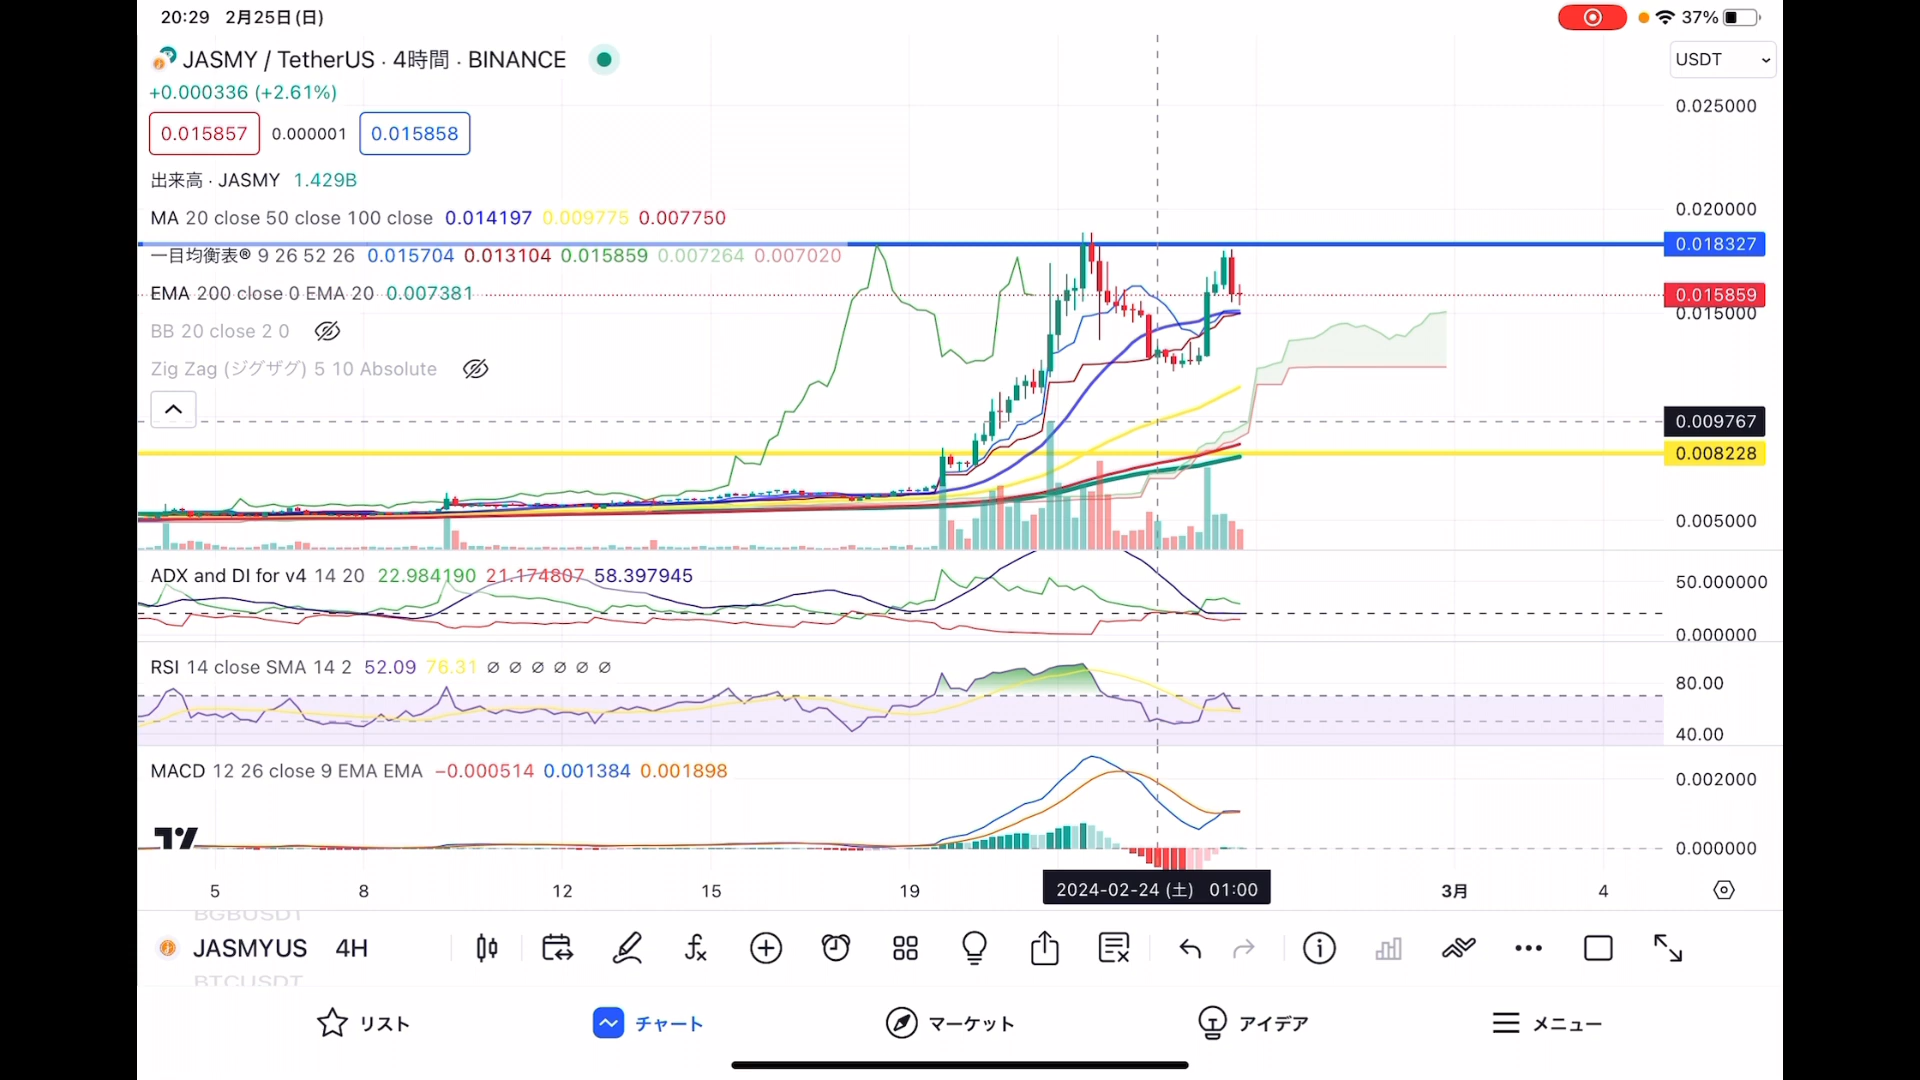 20:29 2月25日(日)
37%
JASMY / TetherUS · 4時間 · BINANCE
USDT
+0.000336 (+2.61%)
0.015857 0.000001 0.015858
出来高 · JASMY 1.429B
MA 20 close 50 close 100 close 0.014197 0.009775 0.007750
一目均衡表® 9 26 52 26 0.015704 0.013104 0.015859 0.007264 0.007020
EMA 200 close 0 EMA 20 0.007381
BB 20 close 2 0
Zig Zag (ジグザグ) 5 10 Absolute
0.025000
0.020000
0.018327
0.015859
0.015000
0.009767
0.008228
0.005000
ADX and DI for v4 14 20 22.984190 21.174807 58.397945
50.000000
0.000000
RSI 14 close SMA 14 2 52.09 76.31 ∅ ∅ ∅ ∅ ∅ ∅
80.00
40.00
MACD 12 26 close 9 EMA EMA −0.000514 0.001384 0.001898
0.002000
0.000000
5 8 12 15 19 2024-02-24 (土) 01:00 3月 4
BGBUSDT
JASMYUS 4H
BTCUSDT
リスト チャート マーケット アイデア メニュー